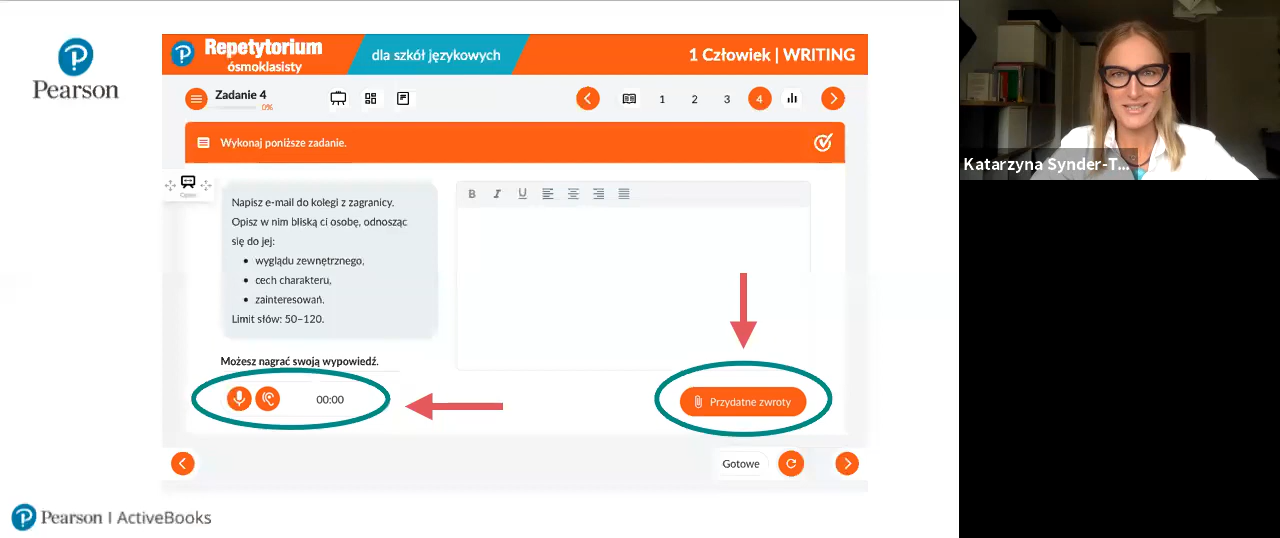 Pearson
Repetytorium
ósmoklasisty
dla szkół językowych
1 Człowiek | WRITING
Zadanie 4
0%
1 2 3 4
Wykonaj poniższe zadanie.
B I U
Napisz e-mail do kolegi z zagranicy.
Opisz w nim bliską ci osobę, odnosząc
się do jej:
• wyglądu zewnętrznego,
• cech charakteru,
• zainteresowań.
Limit słów: 50–120.
Możesz nagrać swoją wypowiedź.
00:00
Przydatne zwroty
Gotowe
Pearson | ActiveBooks
Katarzyna Synder-T...